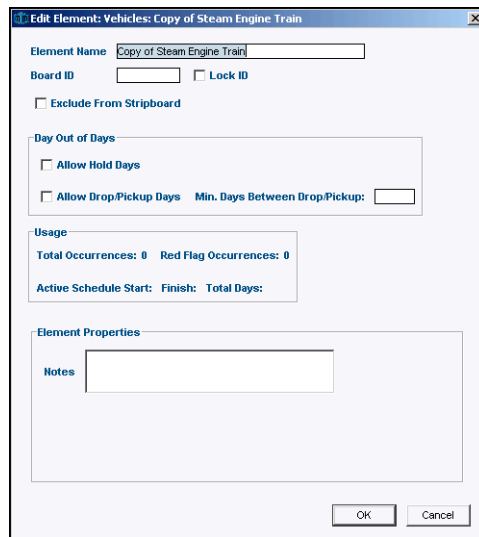 Edit Element: Vehicles: Copy of Steam Engine Train
Element Name Copy of Steam Engine Train
Board ID Lock ID
Exclude From Stripboard
Day Out of Days
Allow Hold Days
Allow Drop/Pickup Days Min. Days Between Drop/Pickup:
Usage
Total Occurrences: 0 Red Flag Occurrences: 0
Active Schedule Start: Finish: Total Days:
Element Properties
Notes
OK Cancel